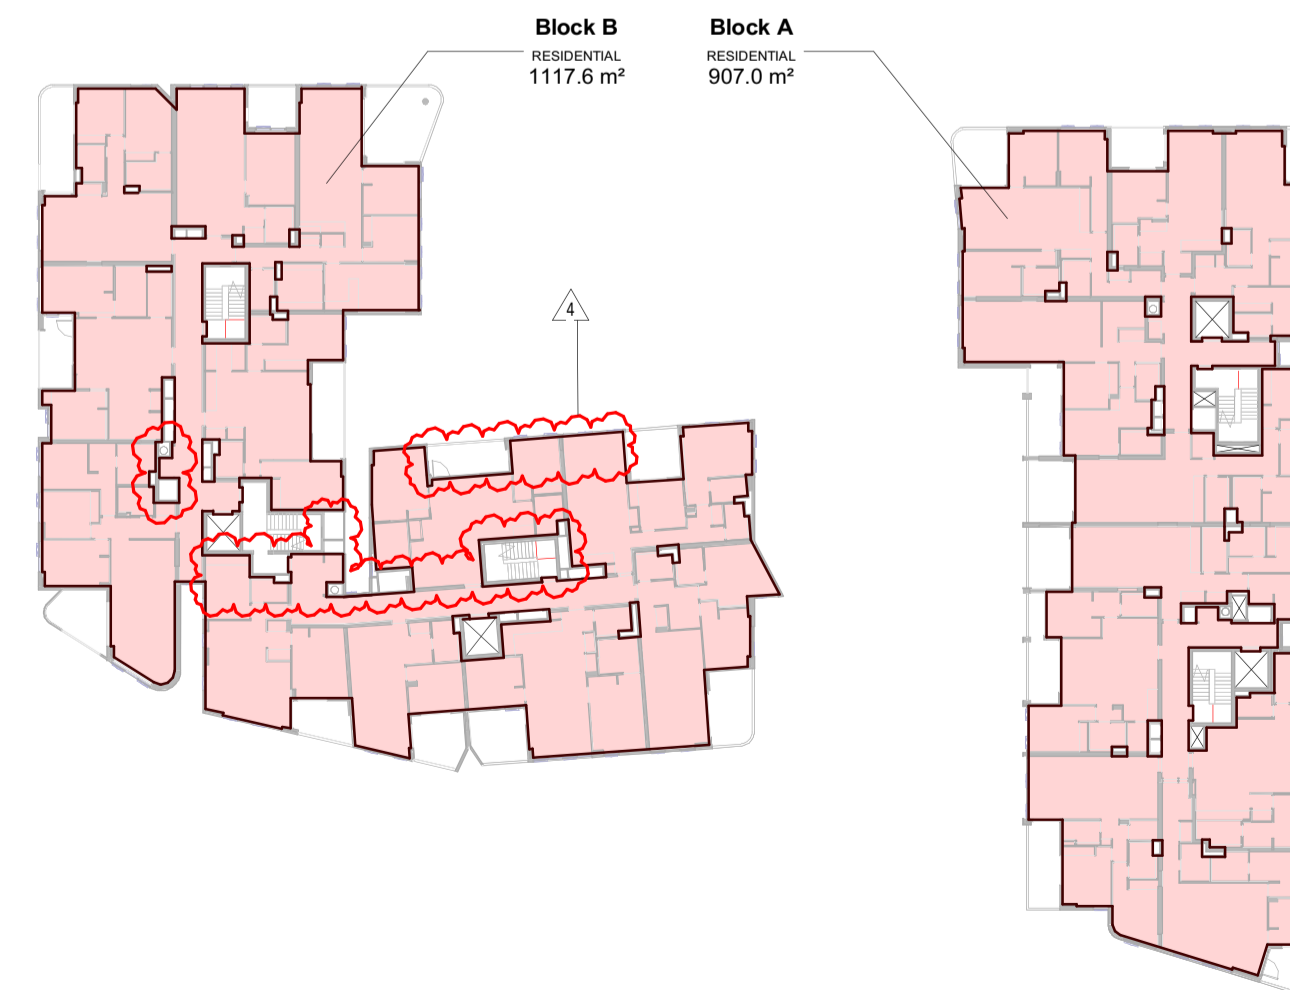 Block B
RESIDENTIAL
1117.6 m²
Block A
RESIDENTIAL
907.0 m²
4